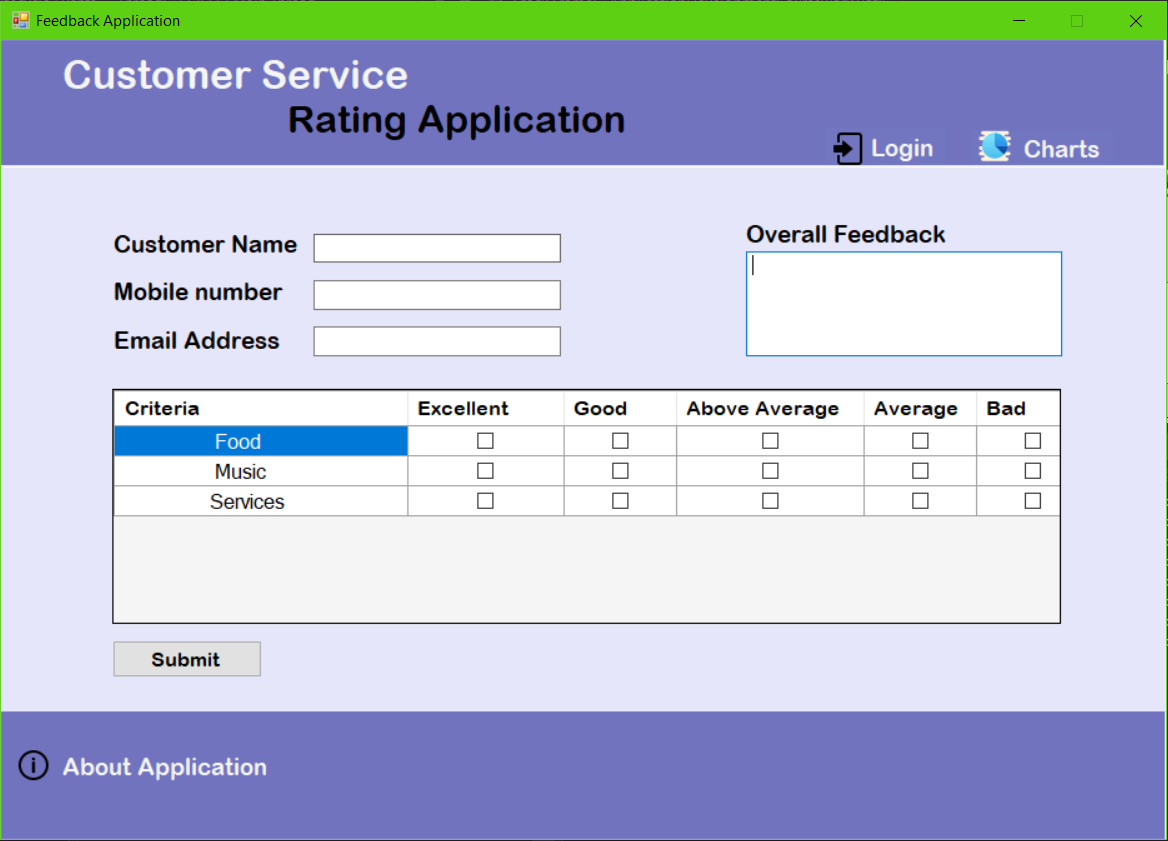 Feedback Application
Customer Service
Rating Application
Login
Charts
Customer Name
Mobile number
Email Address
Overall Feedback
Criteria Excellent Good Above Average Average Bad
Food
Music
Services
Submit
About Application